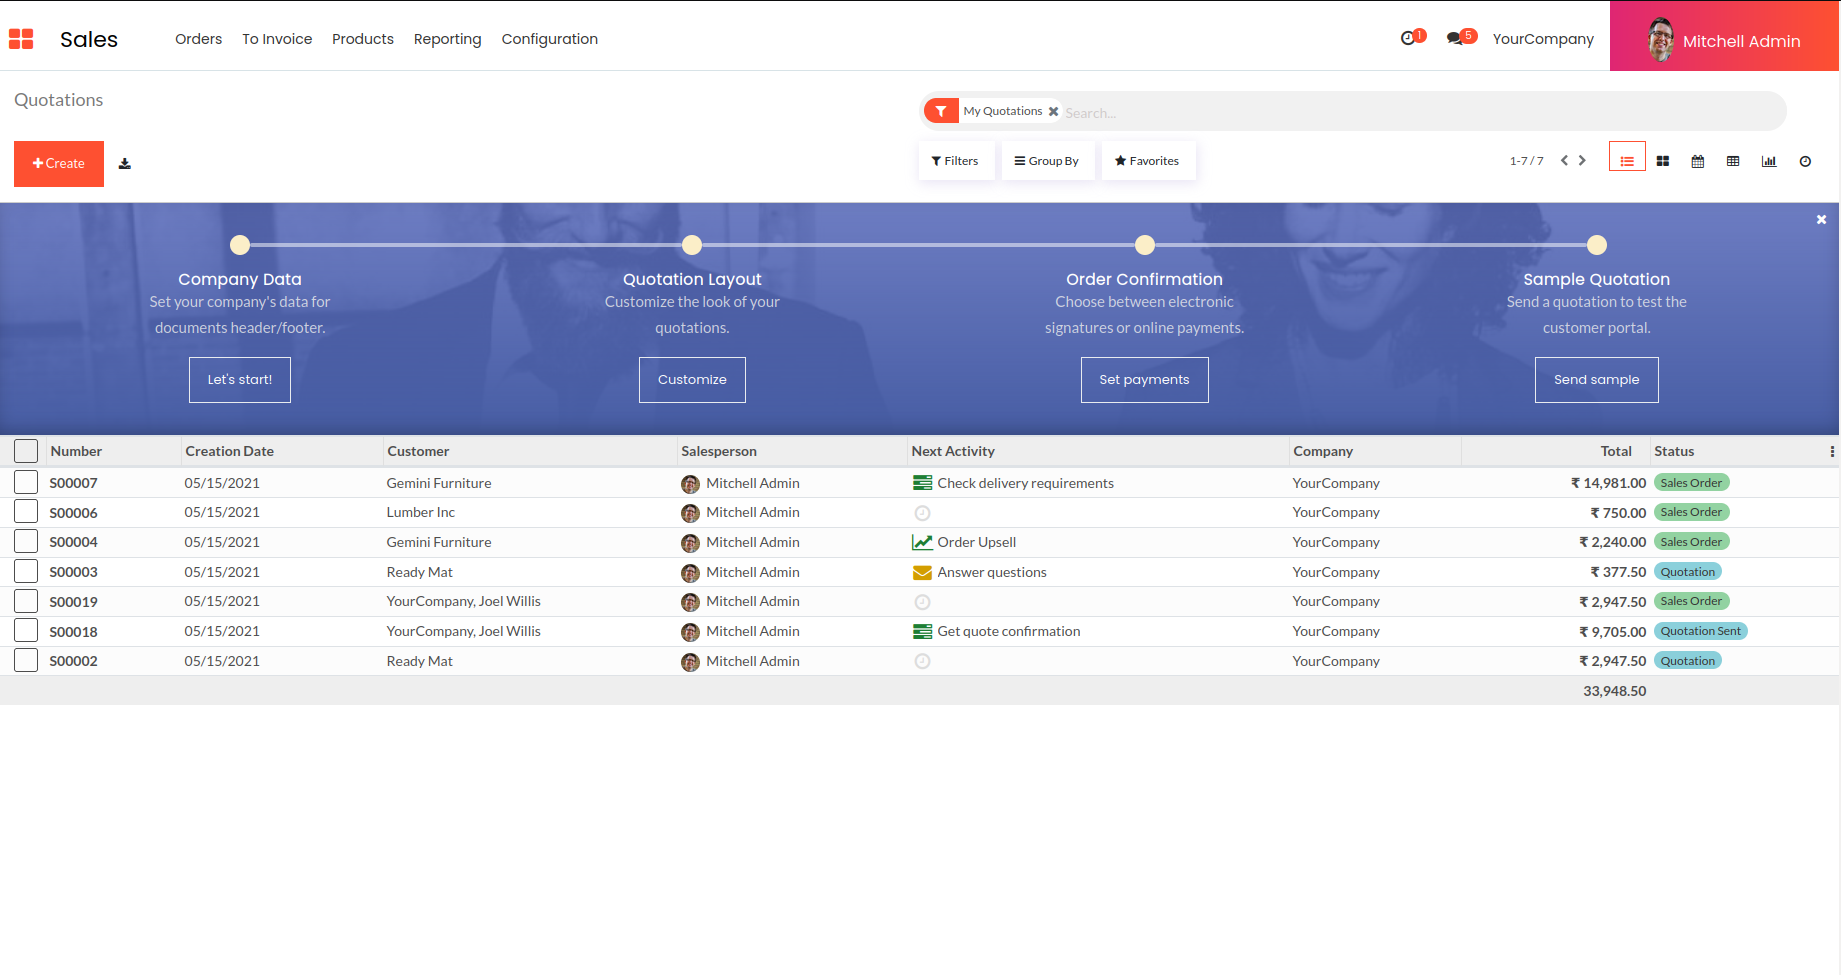 Sales Orders To Invoice Products Reporting Configuration 1 5 YourCompany Mitchell Admin
Quotations
My Quotations Search...
Create Filters Group By Favorites 1-7 / 7
Company Data Quotation Layout Order Confirmation Sample Quotation
Set your company's data for Customize the look of your Choose between electronic Send a quotation to test the
documents header/footer. quotations. signatures or online payments. customer portal.
Let's start! Customize Set payments Send sample
Number Creation Date Customer Salesperson Next Activity Company Total Status
S00007 05/15/2021 Gemini Furniture Mitchell Admin Check delivery requirements YourCompany ₹ 14,981.00 Sales Order
S00006 05/15/2021 Lumber Inc Mitchell Admin YourCompany ₹ 750.00 Sales Order
S00004 05/15/2021 Gemini Furniture Mitchell Admin Order Upsell YourCompany ₹ 2,240.00 Sales Order
S00003 05/15/2021 Ready Mat Mitchell Admin Answer questions YourCompany ₹ 377.50 Quotation
S00019 05/15/2021 YourCompany, Joel Willis Mitchell Admin YourCompany ₹ 2,947.50 Sales Order
S00018 05/15/2021 YourCompany, Joel Willis Mitchell Admin Get quote confirmation YourCompany ₹ 9,705.00 Quotation Sent
S00002 05/15/2021 Ready Mat Mitchell Admin YourCompany ₹ 2,947.50 Quotation
33,948.50